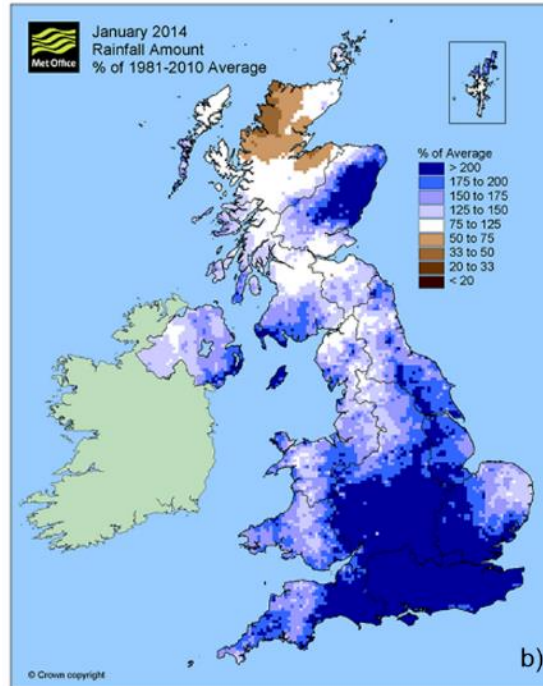 Met Office
January 2014
Rainfall Amount
% of 1981-2010 Average
% of Average
> 200
175 to 200
150 to 175
125 to 150
75 to 125
50 to 75
33 to 50
20 to 33
< 20
© Crown copyright
b)